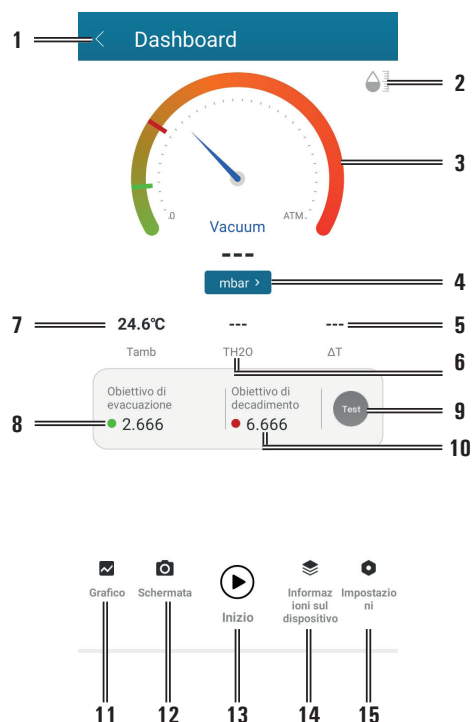 1
Dashboard
2
3
0
ATM
Vacuum
---
mbar >
4
7
24.6℃
---
---
5
Tamb
TH2O
ΔT
6
Obiettivo di
evacuazione
2.666
Obiettivo di
decadimento
6.666
Test
8
9
10
Grafico
Schermata
Inizio
Informaz
ioni sul
dispositivo
Impostazio
ni
11
12
13
14
15